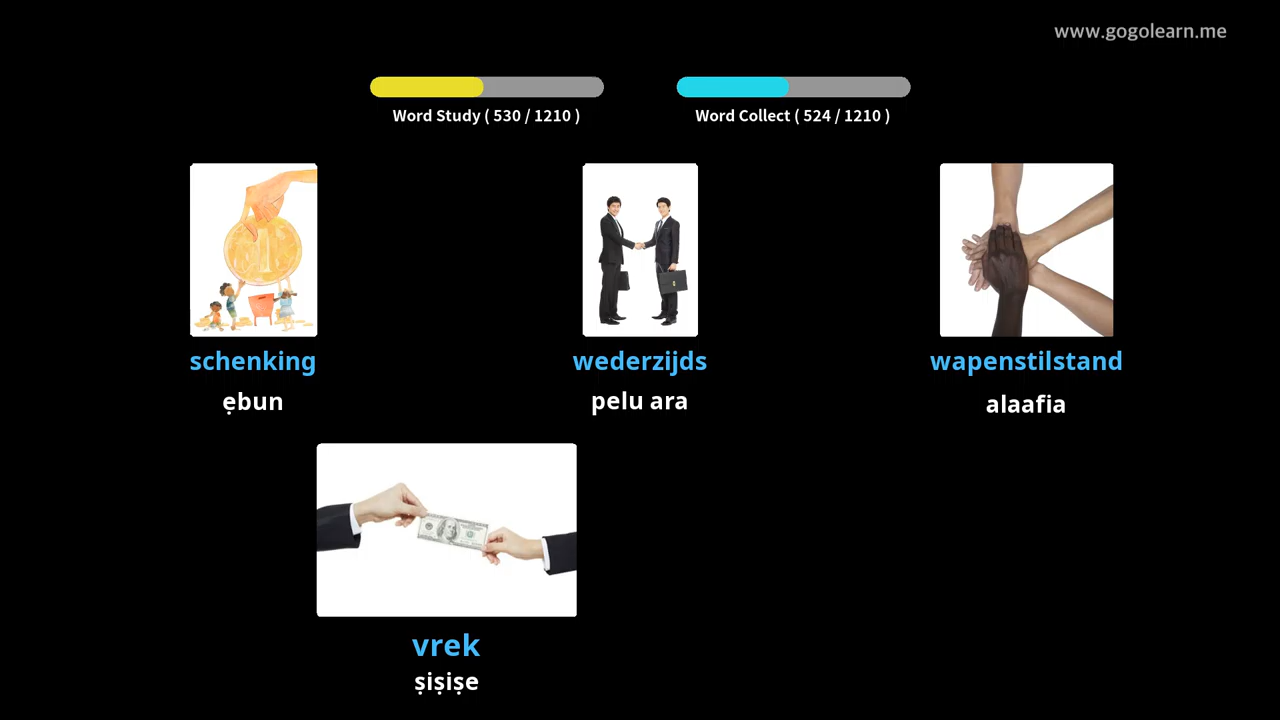 www.gogolearn.me
Word Study ( 530 / 1210 )
Word Collect ( 524 / 1210 )
schenking
wederzijds
wapenstilstand
ẹbun
pelu ara
alaafia
vrek
ṣiṣiṣe